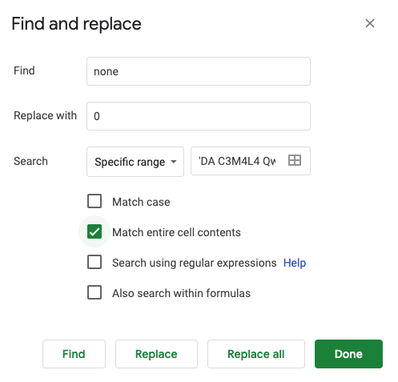 Find and replace
Find none
Replace with 0
Search Specific range 'DA C3M4L4 Qw
Match case
Match entire cell contents
Search using regular expressions Help
Also search within formulas
Find Replace Replace all Done